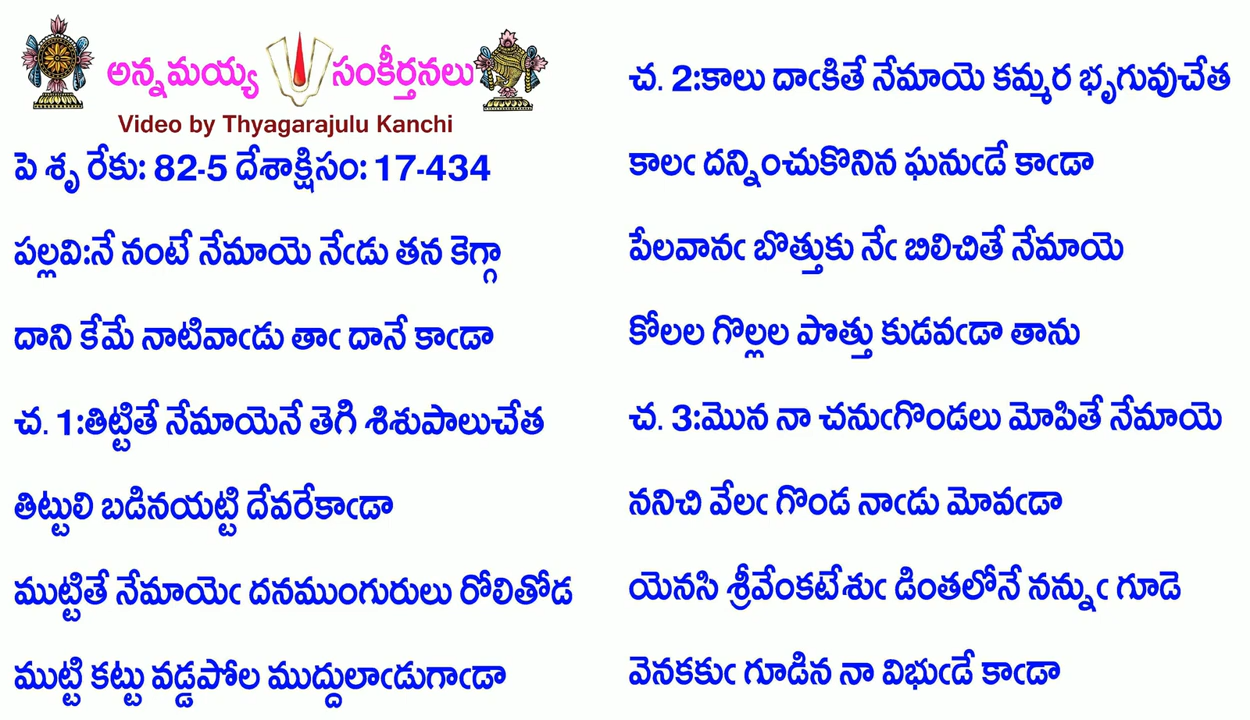 అన్నమయ్య సంకీర్తనలు
Video by Thyagarajulu Kanchi
పె శృ రేకు: 82-5 దేశాక్షిసం: 17-434
పల్లవి:నే నంటే నేమాయె నేఁడు తన కెగ్గా
దాని కేమే నాటివాఁడు తాఁ దానే కాఁడా
చ. 1:తిట్టితే నేమాయెనే తెగి శిశుపాలుచేత
తిట్టులి బడినయట్టి దేవరేకాఁడా
ముట్టితే నేమాయెఁ దనముంగురులు రోలితోడ
ముట్టి కట్టు వడ్డపోల ముద్దులాఁడుగాఁడా
చ. 2:కాలు దాఁకితే నేమాయె కమ్మర భృగువుచేత
కాలఁ దన్నించుకొనిన ఘనుఁడే కాఁడా
పేలవానఁ బొత్తుకు నేఁ బిలిచితే నేమాయె
కోలల గొల్లల పొత్తు కుడవఁడా తాను
చ. 3:మొన నా చనుఁగొండలు మోపితే నేమాయె
ననిచి వేలఁ గొండ నాఁడు మోవఁడా
యెనసి శ్రీవేంకటేశుఁ డింతలోనే నన్నుఁ గూడె
వెనకకుఁ గూడిన నా విభుఁడే కాఁడా